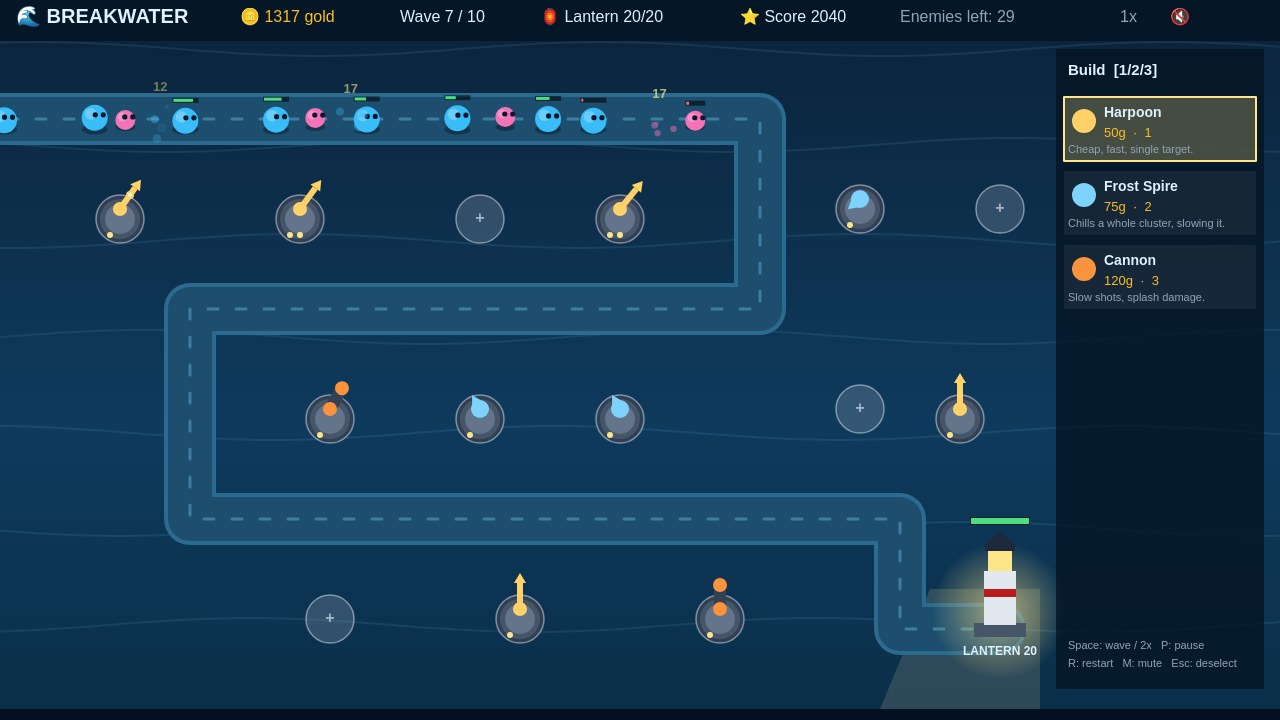 🌊 BREAKWATER
🪙 1317 gold
Wave 7 / 10
🏮 Lantern 20/20
⭐ Score 2040
Enemies left: 29
1x
🔇
12
17
17
+
+
+
+
Build [1/2/3]
Harpoon
50g · 1
Cheap, fast, single target.
Frost Spire
75g · 2
Chills a whole cluster, slowing it.
Cannon
120g · 3
Slow shots, splash damage.
LANTERN 20
Space: wave / 2x P: pause
R: restart M: mute Esc: deselect